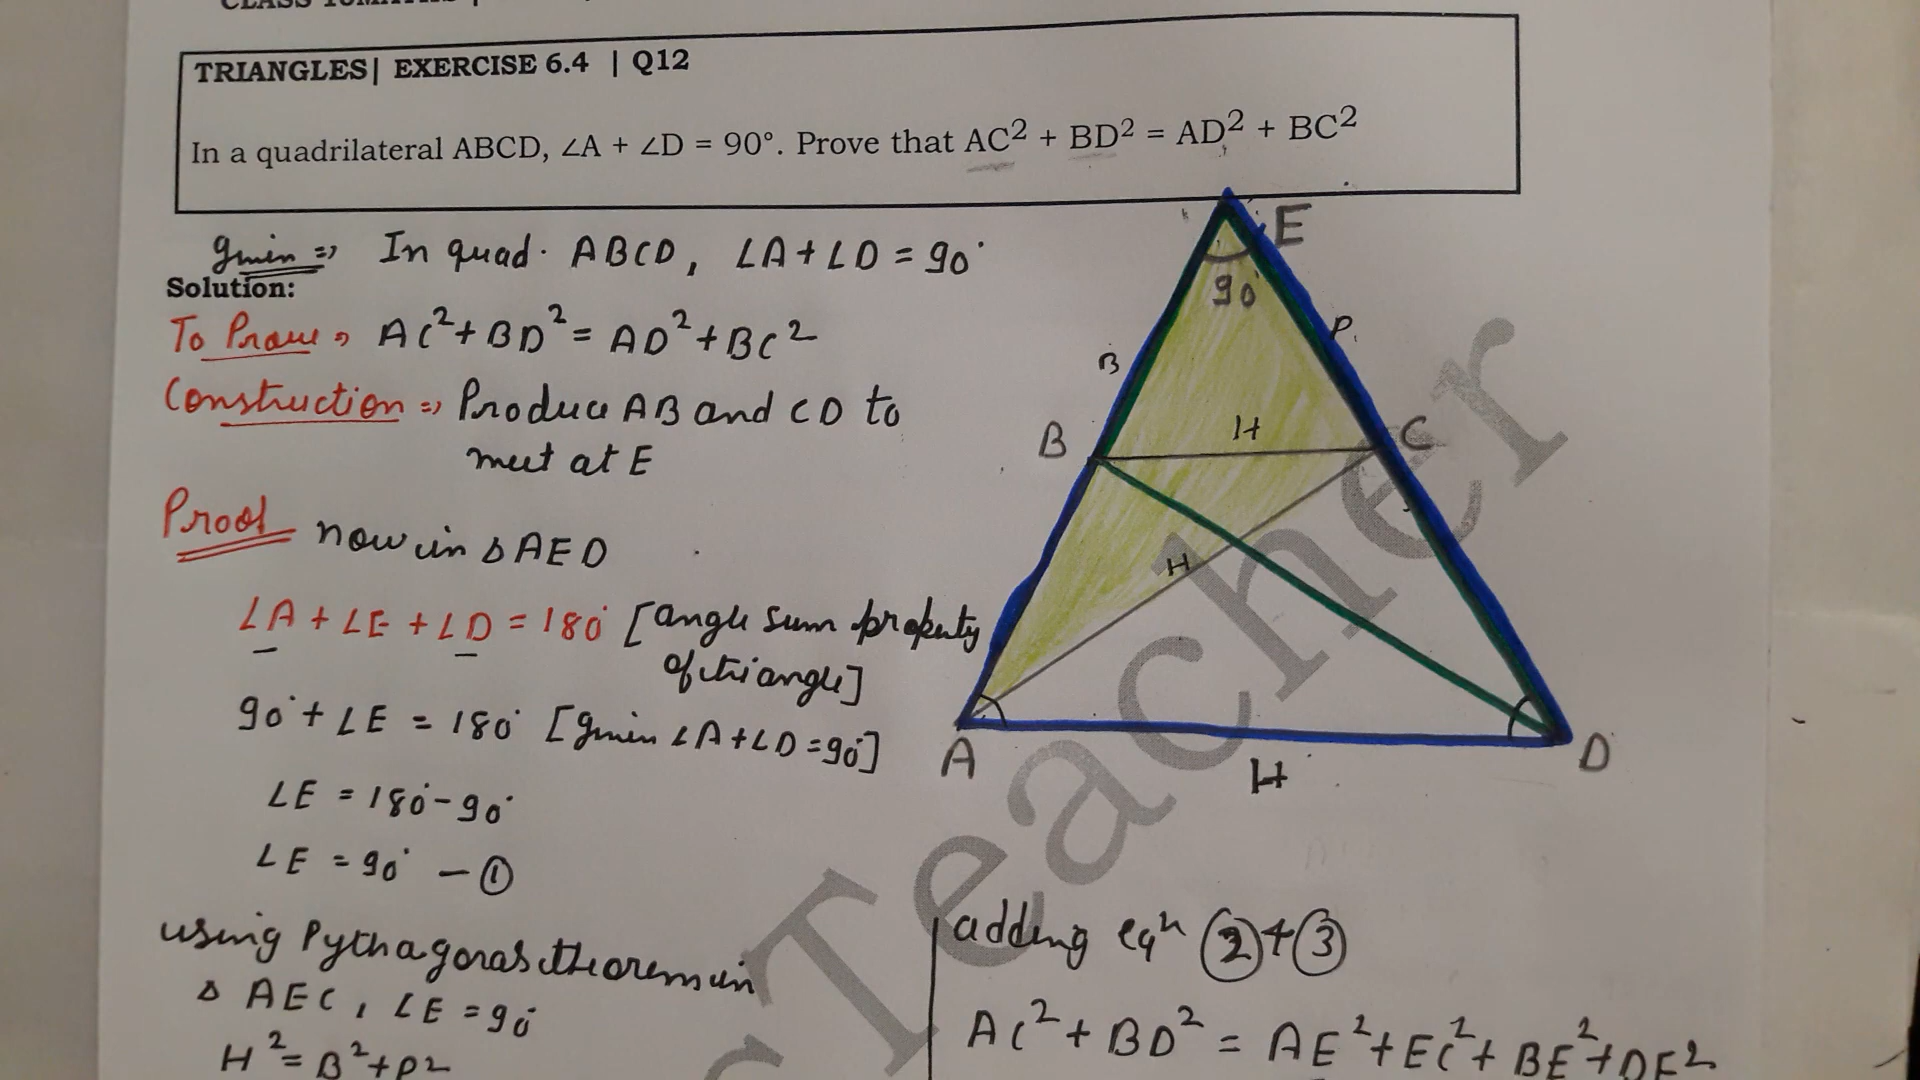 TRIANGLES| EXERCISE 6.4 | Q12
In a quadrilateral ABCD, ∠A + ∠D = 90°. Prove that AC² + BD² = AD² + BC²
given ⇒ In quad. ABCD, ∠A + ∠D = 90°
Solution:
To Prove ⇒ AC² + BD² = AD² + BC²
Construction ⇒ Produce AB and CD to
meet at E
Proof now in ∆ AED
∠A + ∠E + ∠D = 180° [angle sum property
of triangle]
90° + ∠E = 180° [given ∠A + ∠D = 90°]
∠E = 180° - 90°
∠E = 90° — ①
using Pythagoras theorem in
∆ AEC, ∠E = 90°
H² = B² + P²
E
90°
P
B
B
H
C
H
A
H
D
adding eqⁿ ② + ③
AC² + BD² = AE² + EC² + BE² + DE²
Teacher